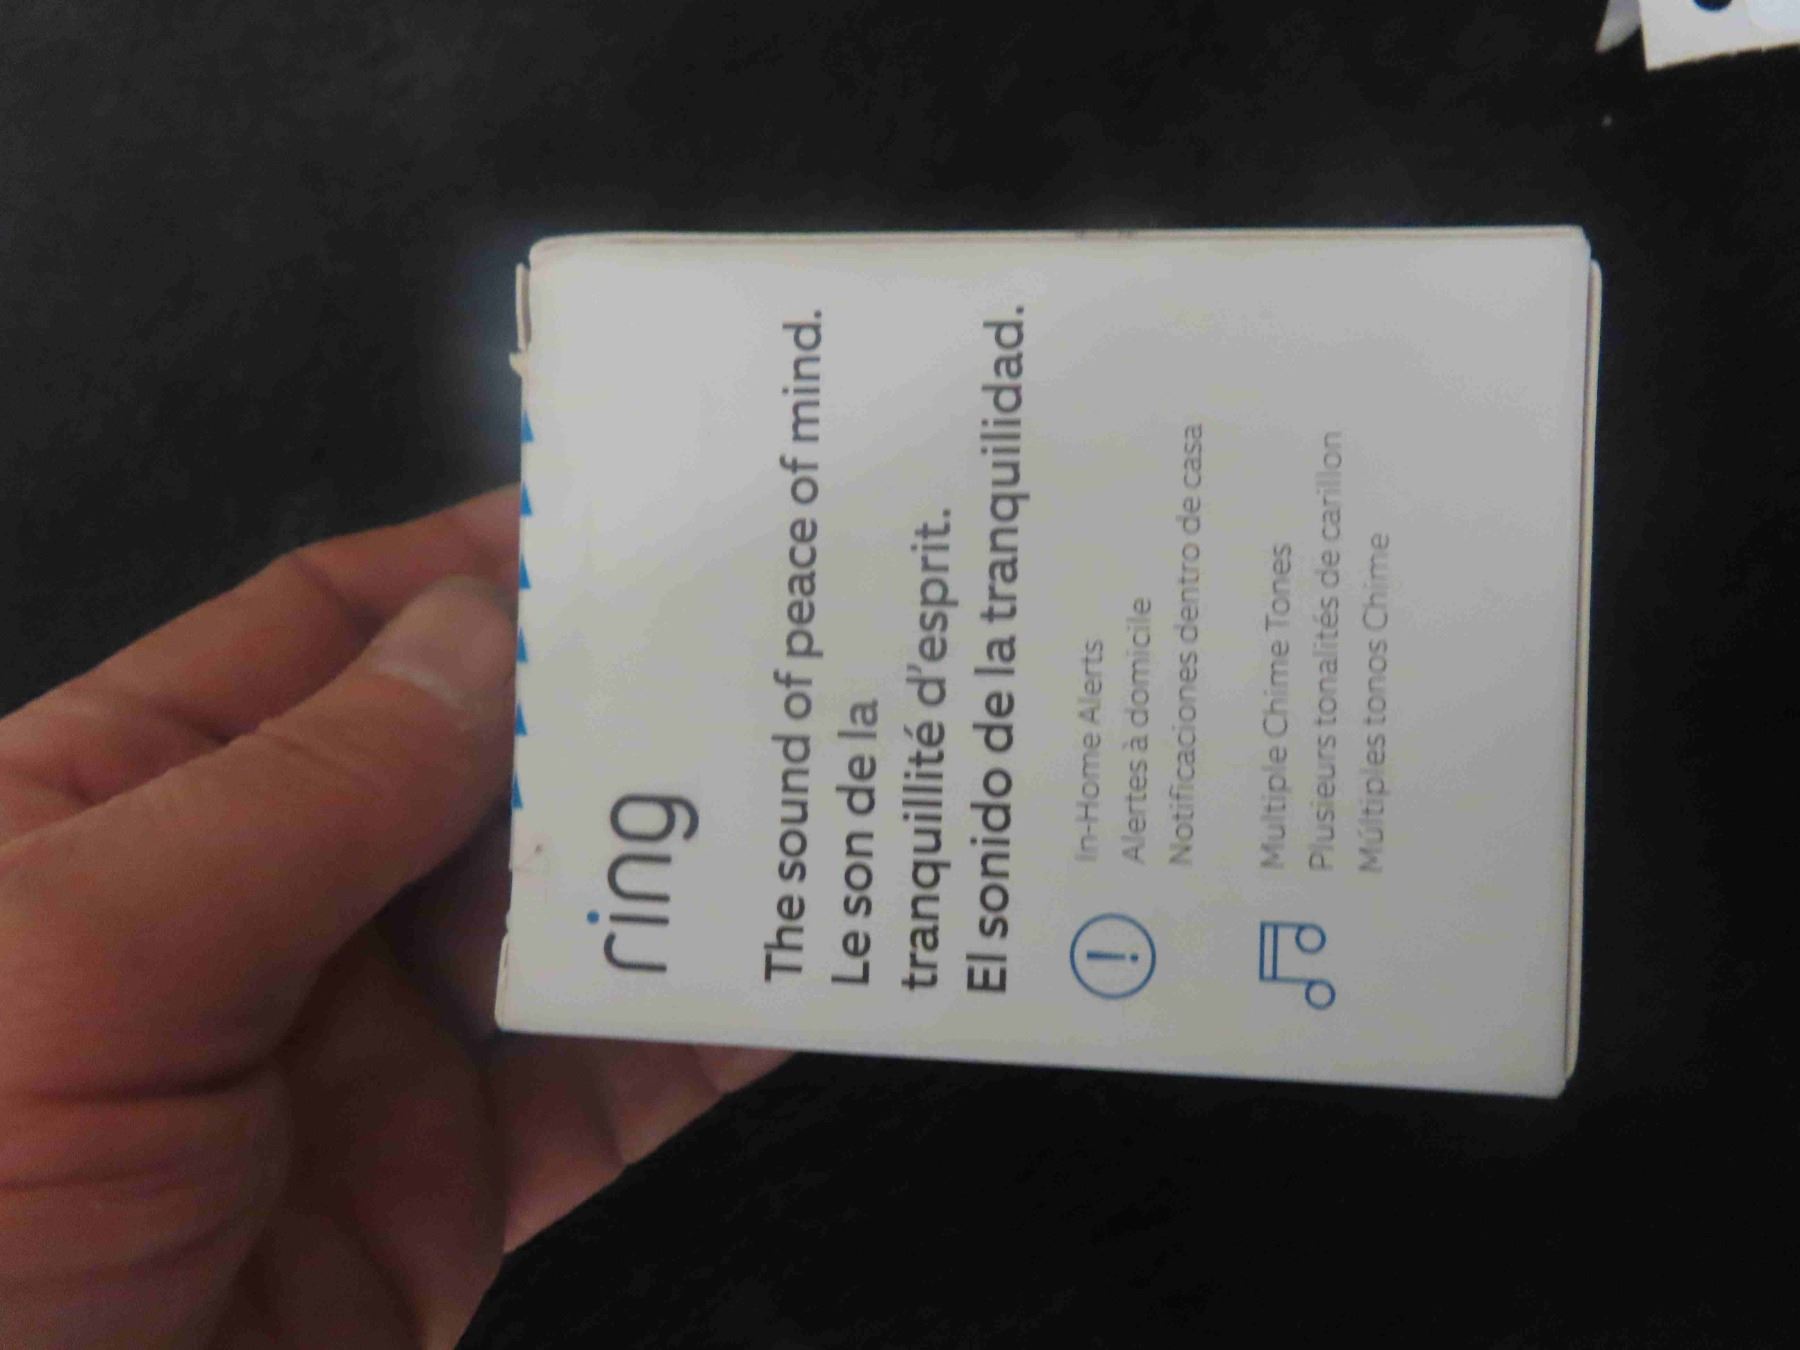 ring
The sound of peace of mind.
Le son de la
tranquillité d'esprit.
El sonido de la tranquilidad.
In-Home Alerts
Alertes à domicile
Notificaciones dentro de casa
Multiple Chime Tones
Plusieurs tonalités de carillon
Múltiples tonos Chime